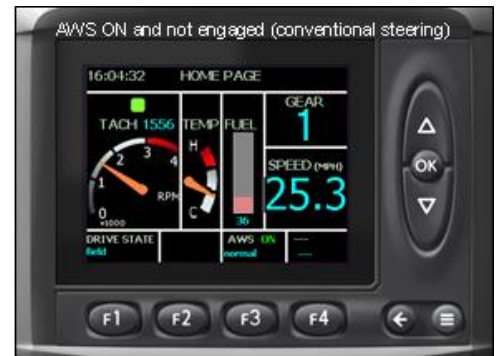 AWS ON and not engaged (conventional steering)
16:04:32 HOME PAGE
TACH 1556 TEMP FUEL GEAR
1
H
2 3 4
1 RPM
SPEED (MPH)
25.3
0 C
x1000 36
DRIVE STATE AWS ON ---
field normal ---
OK
F1 F2 F3 F4